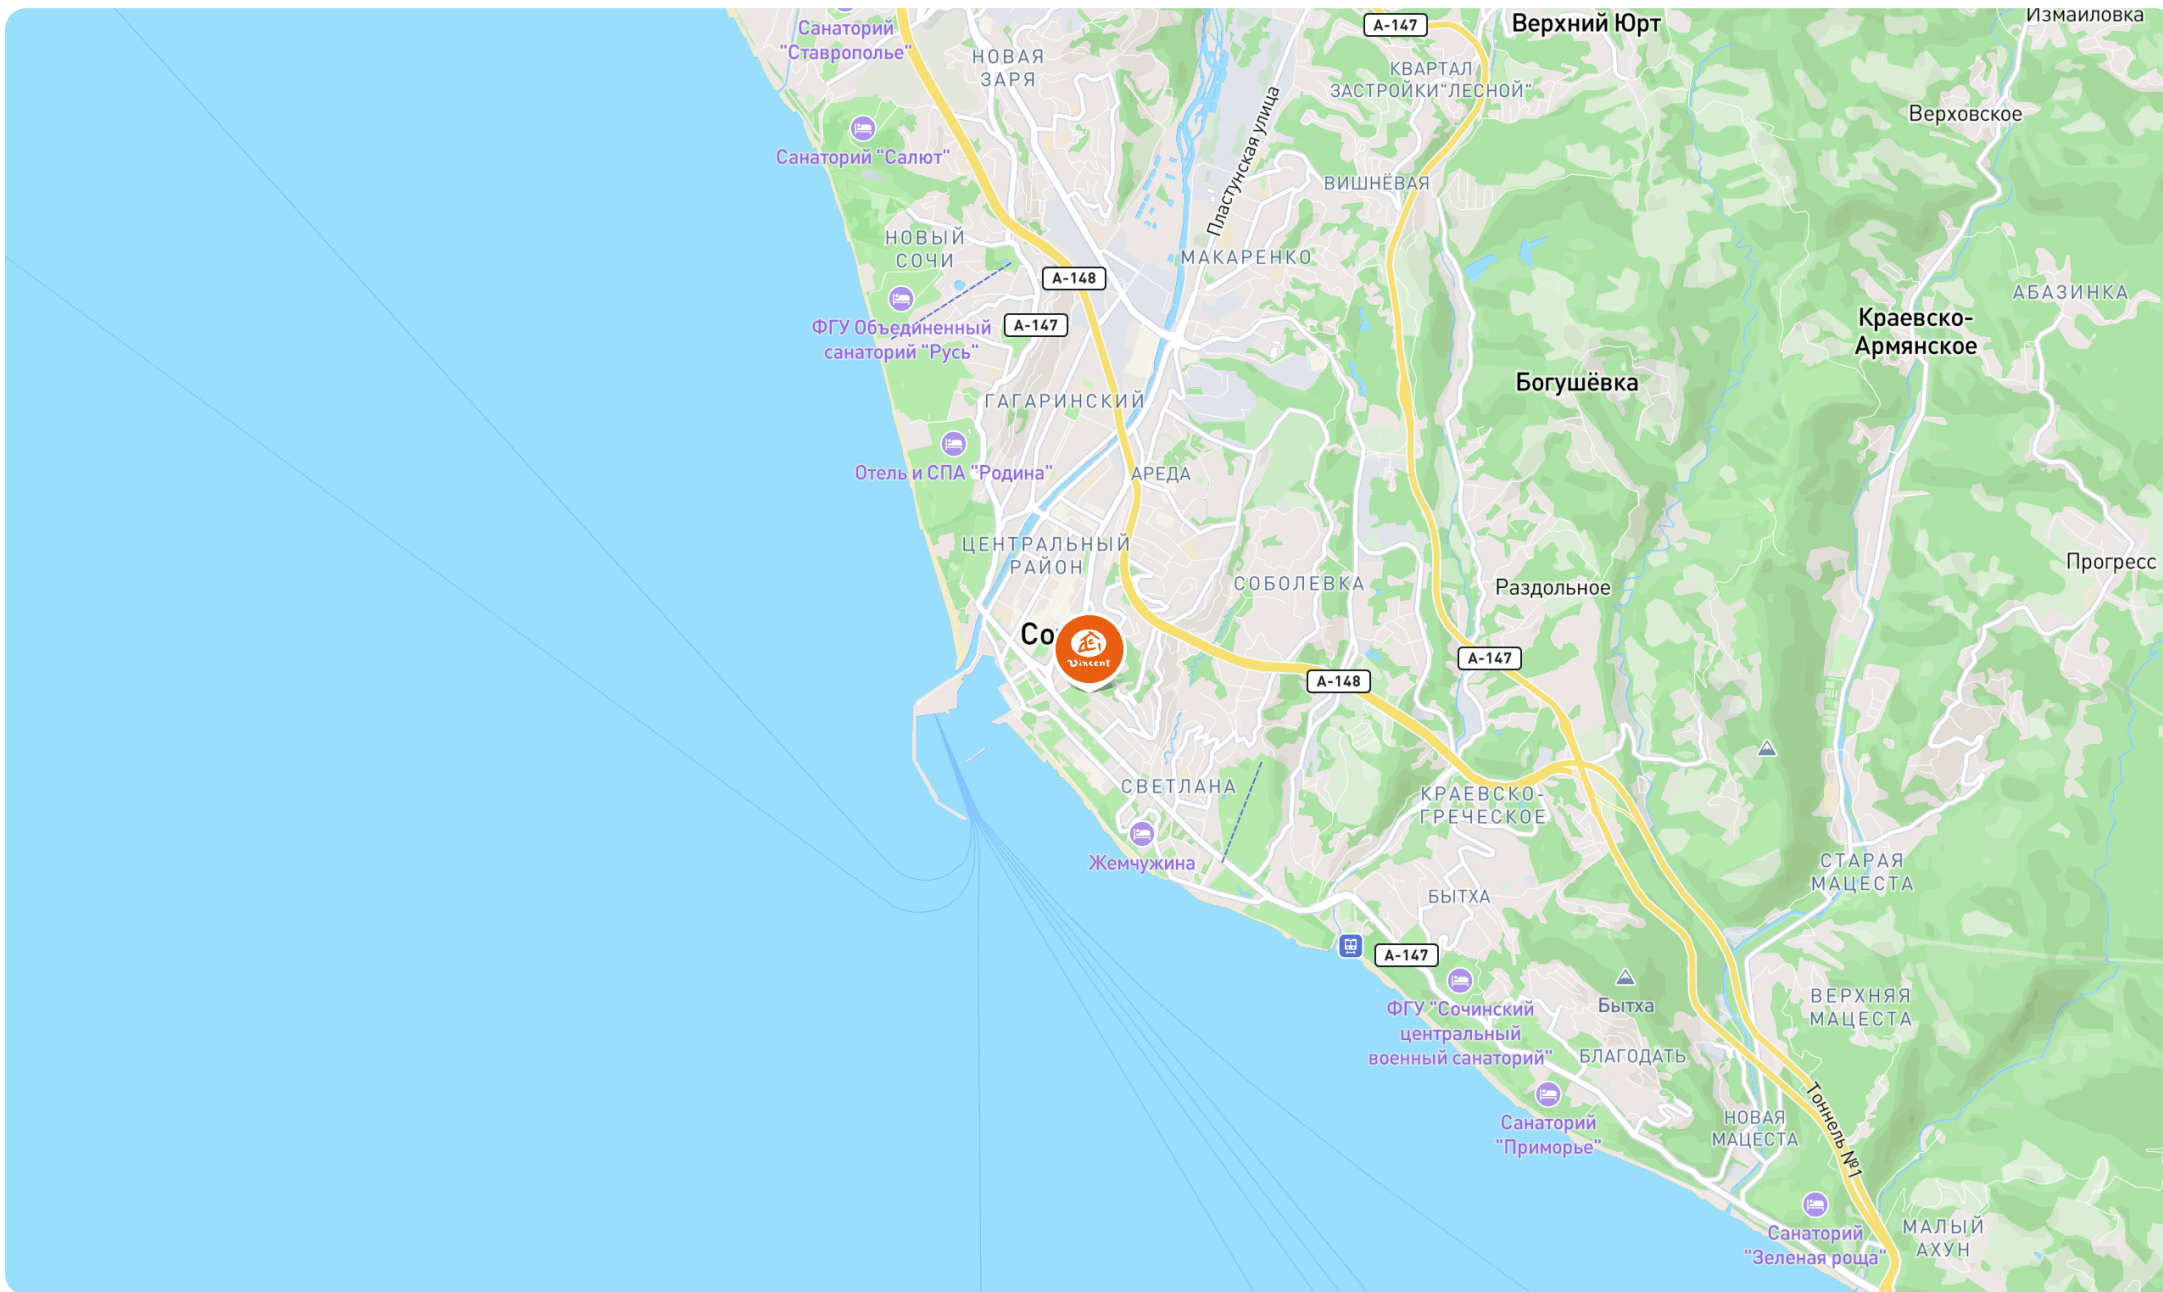 Санаторий
"Ставрополье"
НОВАЯ
ЗАРЯ
А-147
Верхний Юрт
Измайловка
КВАРТАЛ
ЗАСТРОЙКИ"ЛЕСНОЙ"
Верховское
Санаторий "Салют"
Пластунская улица
ВИШНЁВАЯ
НОВЫЙ
СОЧИ
МАКАРЕНКО
А-148
АБАЗИНКА
А-147
ФГУ Объединенный
санаторий "Русь"
Краевско-
Армянское
Богушёвка
ГАГАРИНСКИЙ
Отель и СПА "Родина"
АРЕДА
ЦЕНТРАЛЬНЫЙ
РАЙОН
СОБОЛЕВКА
Раздольное
Прогресс
Со
Vincent
А-147
А-148
СВЕТЛАНА
КРАЕВСКО-
ГРЕЧЕСКОЕ
Жемчужина
СТАРАЯ
МАЦЕСТА
БЫТХА
А-147
ФГУ "Сочинский
центральный
военный санаторий"
Бытха
ВЕРХНЯЯ
МАЦЕСТА
БЛАГОДАТЬ
Санаторий
"Приморье"
НОВАЯ
МАЦЕСТА
Тоннель №1
Санаторий
"Зеленая роща"
МАЛЫЙ
АХУН